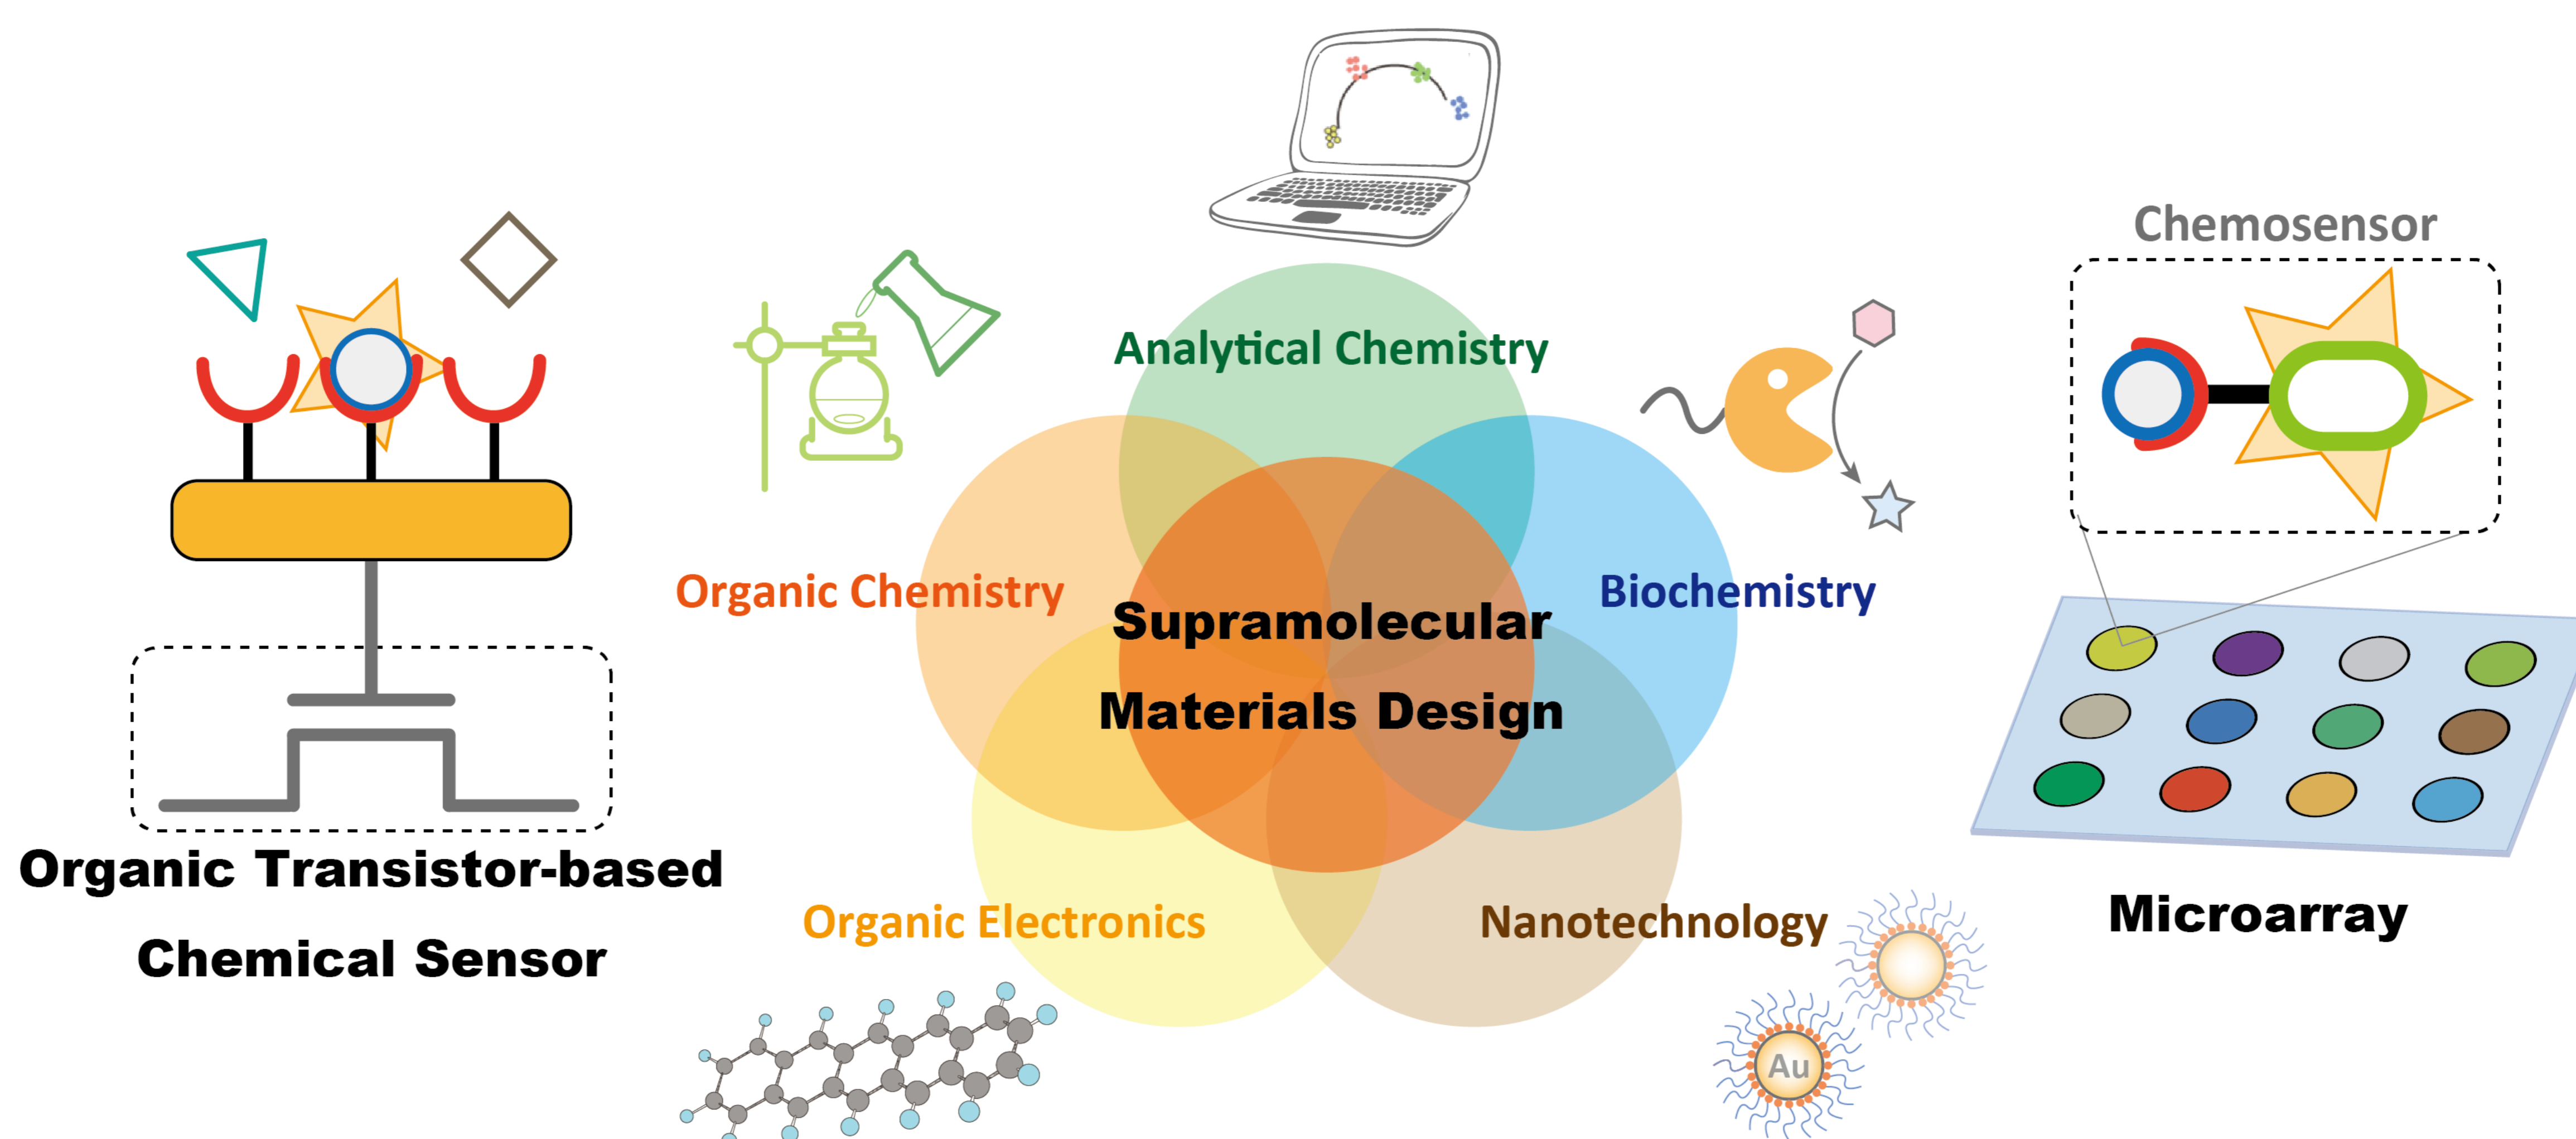 Chemosensor
Analytical Chemistry
Organic Chemistry
Biochemistry
Supramolecular
Materials Design
Organic Transistor-based
Chemical Sensor
Organic Electronics
Nanotechnology
Microarray
Au